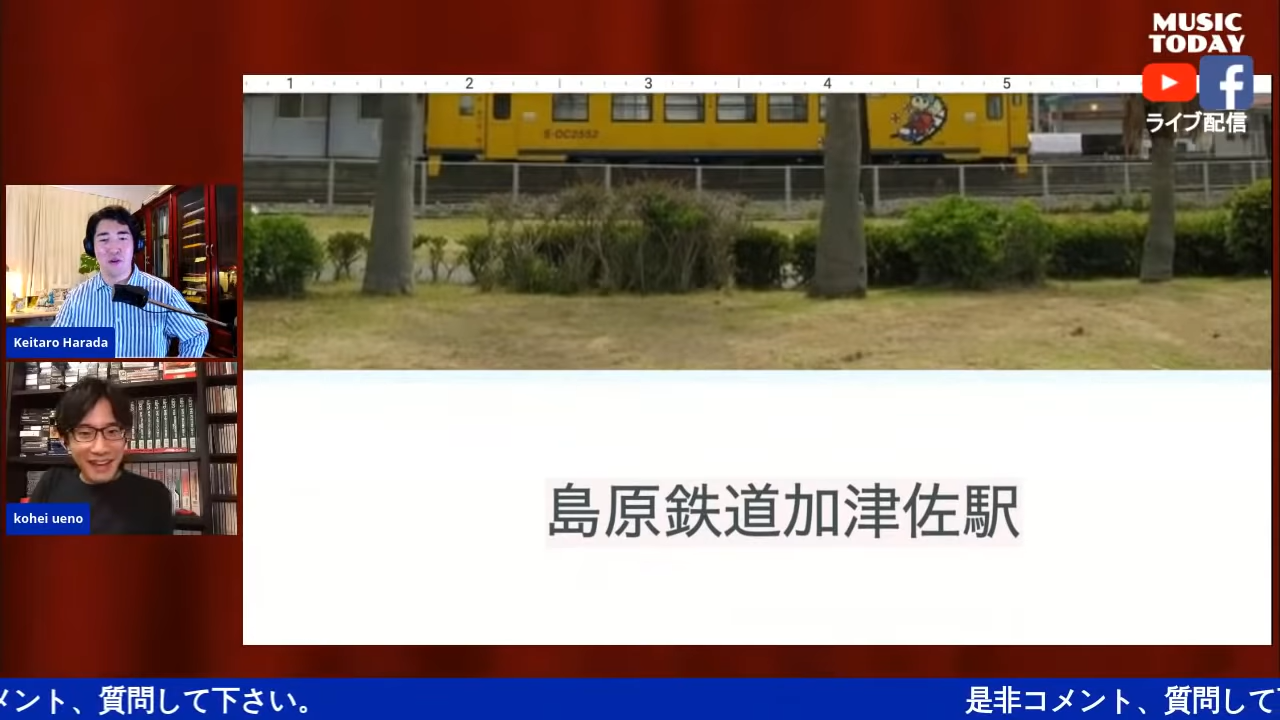 MUSIC
TODAY
ライブ配信
1 2 3 4 5
S-DC2552
Keitaro Harada
kohei ueno
島原鉄道加津佐駅
メント、質問して下さい。
是非コメント、質問して